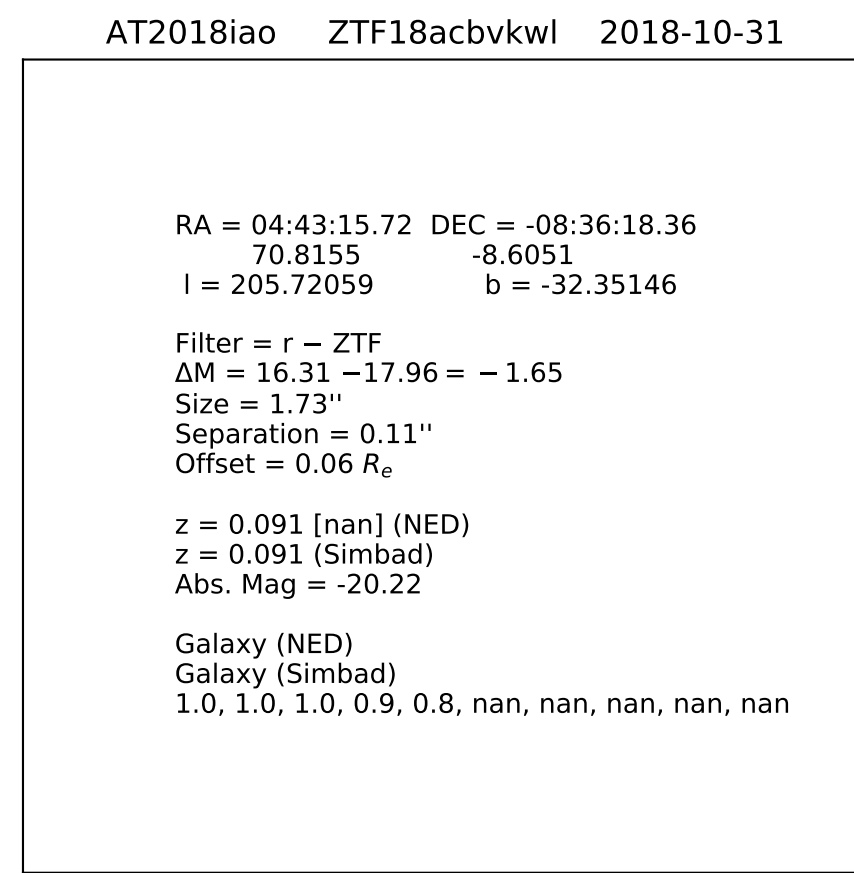 AT2018iao ZTF18acbvkwl 2018-10-31
RA = 04:43:15.72 DEC = -08:36:18.36
70.8155 -8.6051
l = 205.72059 b = -32.35146
Filter = r − ZTF
ΔM = 16.31 −17.96 = − 1.65
Size = 1.73''
Separation = 0.11''
Offset = 0.06 Re
z = 0.091 [nan] (NED)
z = 0.091 (Simbad)
Abs. Mag = -20.22
Galaxy (NED)
Galaxy (Simbad)
1.0, 1.0, 1.0, 0.9, 0.8, nan, nan, nan, nan, nan